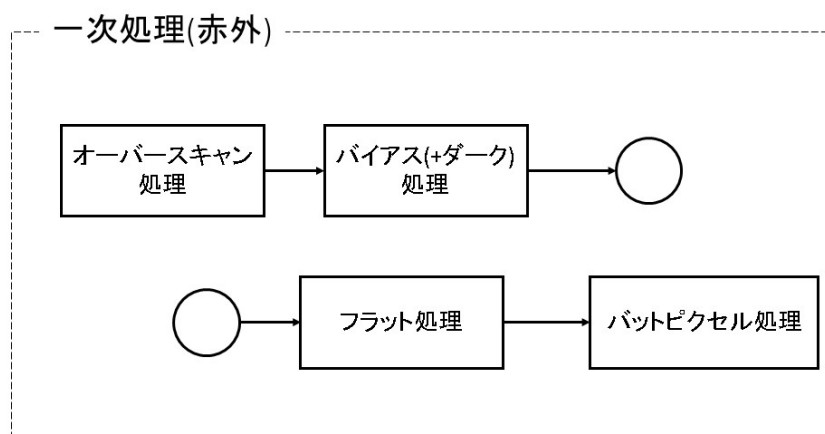 一次処理(赤外)
オーバースキャン
処理
バイアス(+ダーク)
処理
フラット処理
バットピクセル処理